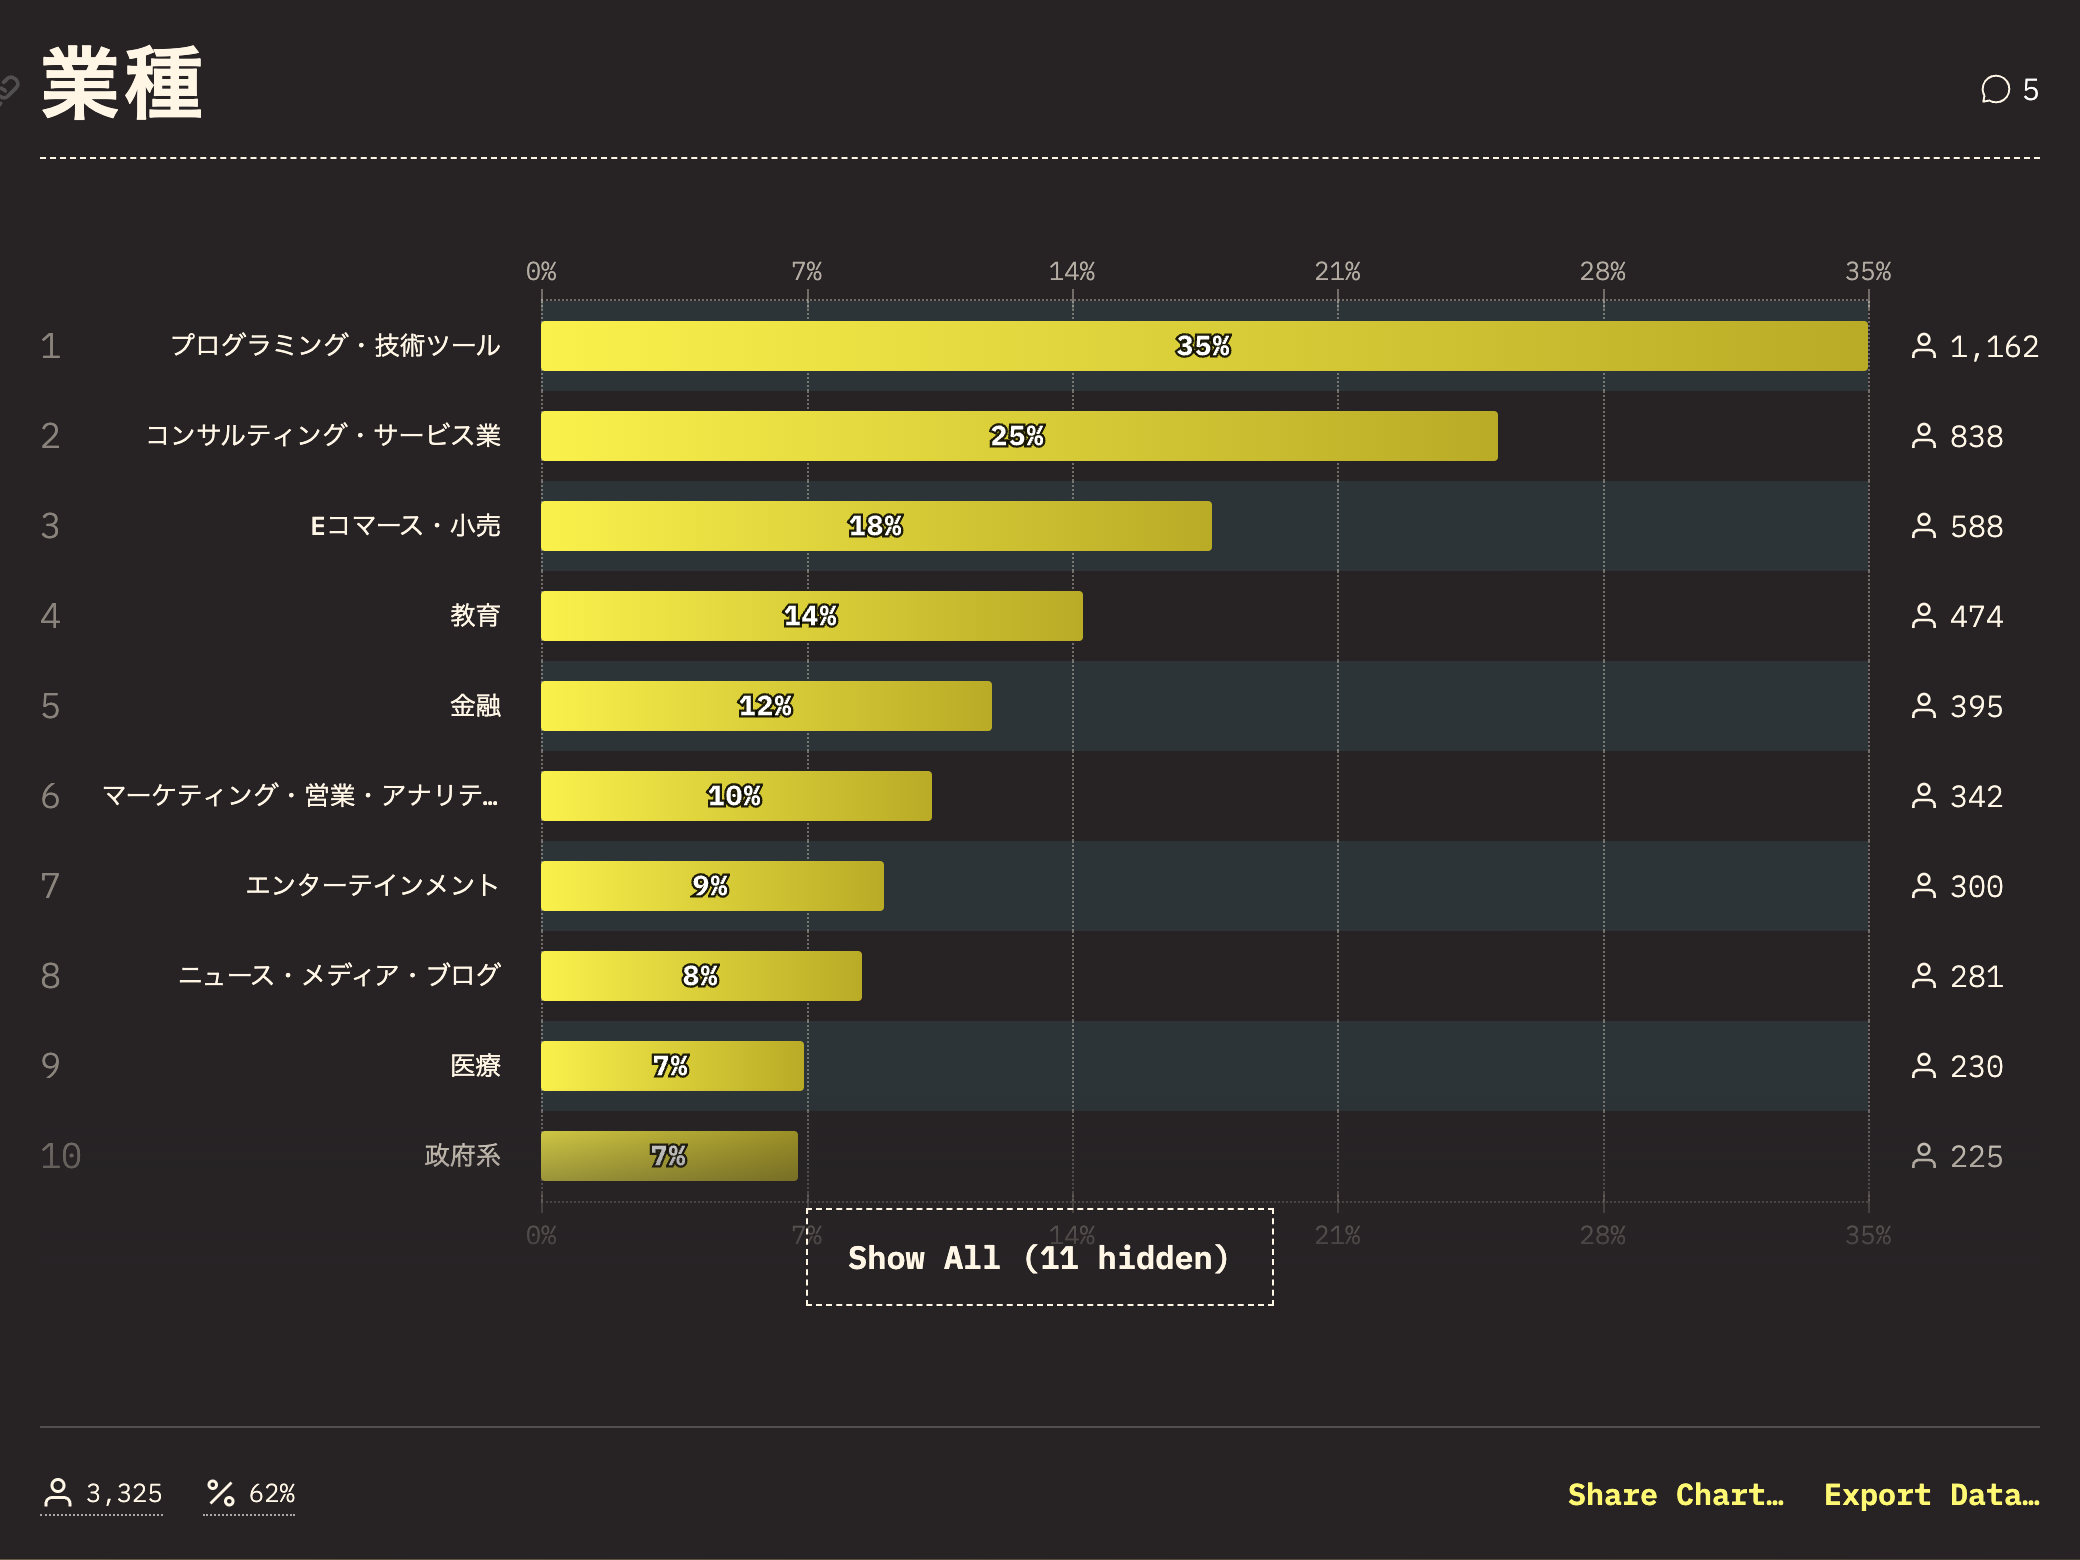 業種
5
0% 7% 14% 21% 28% 35%
1 プログラミング・技術ツール 35% 1,162
2 コンサルティング・サービス業 25% 838
3 Eコマース・小売 18% 588
4 教育 14% 474
5 金融 12% 395
6 マーケティング・営業・アナリテ… 10% 342
7 エンターテインメント 9% 300
8 ニュース・メディア・ブログ 8% 281
9 医療 7% 230
10 政府系 7% 225
0% 7% 14% 21% 28% 35%
Show All (11 hidden)
3,325 % 62% Share Chart… Export Data…